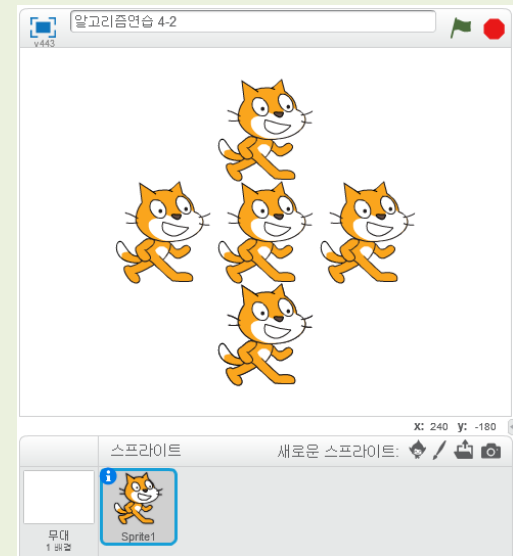 알고리즘연습 4-2
v443
x: 240 y: -180
스프라이트
새로운 스프라이트:
무대
1 배경
Sprite1